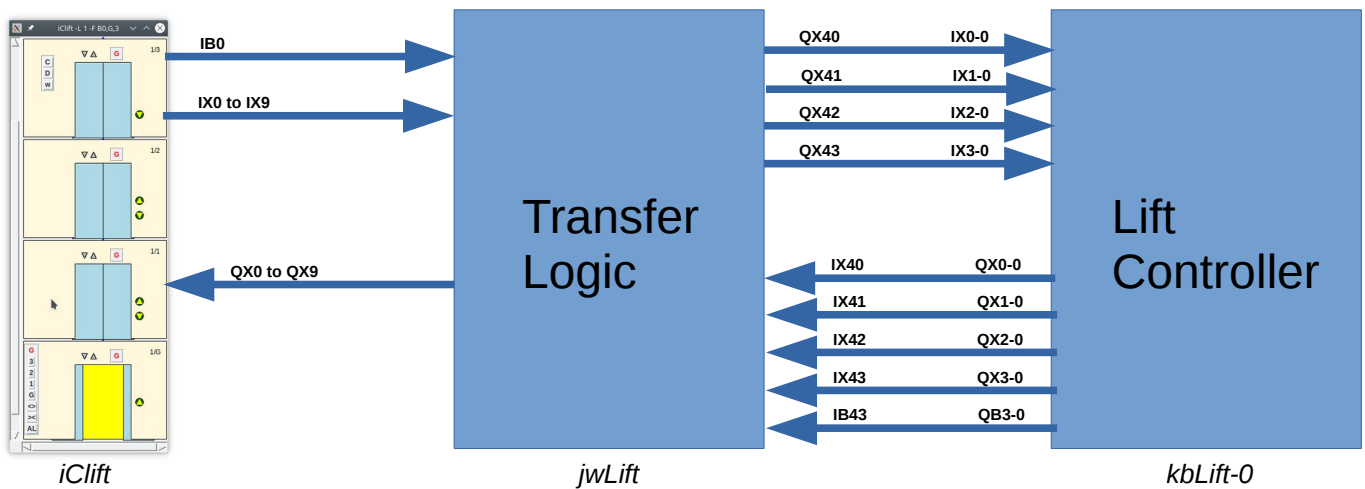 iClift -L 1 -F B0,G,3
G
1/3
C
D
w
G
1/2
G
1/1
G
1/G
G
3
2
1
G
<>
><
AL
IB0
IX0 to IX9
QX0 to QX9
Transfer
Logic
QX40 IX0-0
QX41 IX1-0
QX42 IX2-0
QX43 IX3-0
IX40 QX0-0
IX41 QX1-0
IX42 QX2-0
IX43 QX3-0
IB43 QB3-0
Lift
Controller
iClift
jwLift
kbLift-0